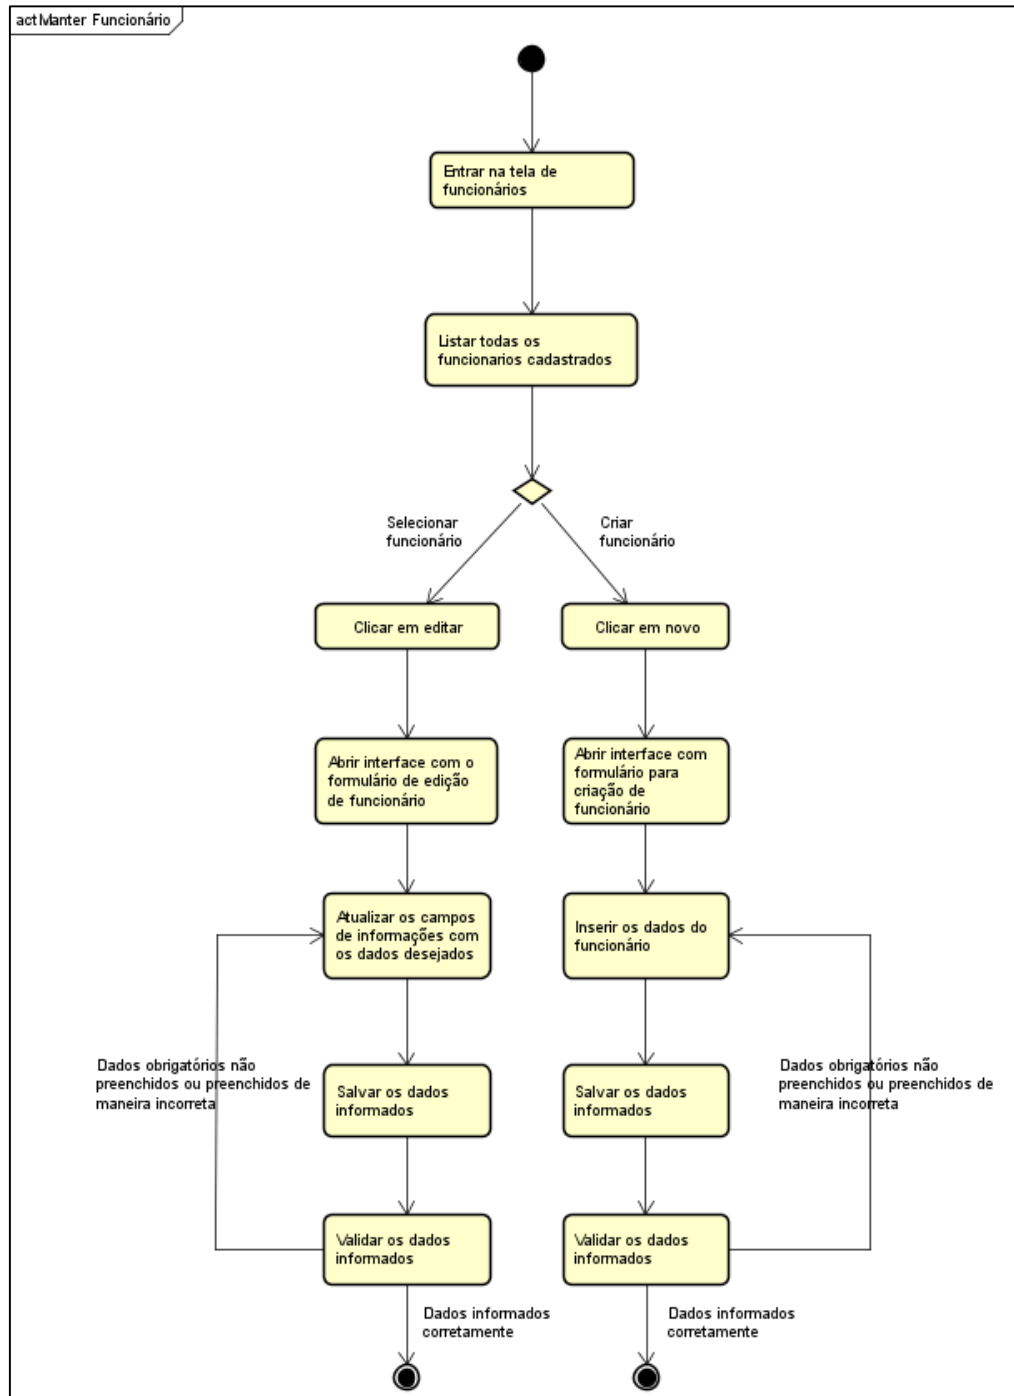 act Manter Funcionário
Entrar na tela de
funcionários
Listar todas os
funcionarios cadastrados
Selecionar
funcionário
Criar
funcionário
Clicar em editar
Clicar em novo
Abrir interface com o
formulário de edição
de funcionário
Abrir interface com
formulário para
criação de
funcionário
Atualizar os campos
de informações com
os dados desejados
Inserir os dados do
funcionário
Dados obrigatórios não
preenchidos ou preenchidos de
maneira incorreta
Salvar os dados
informados
Salvar os dados
informados
Dados obrigatórios não
preenchidos ou preenchidos de
maneira incorreta
Validar os dados
informados
Validar os dados
informados
Dados informados
corretamente
Dados informados
corretamente